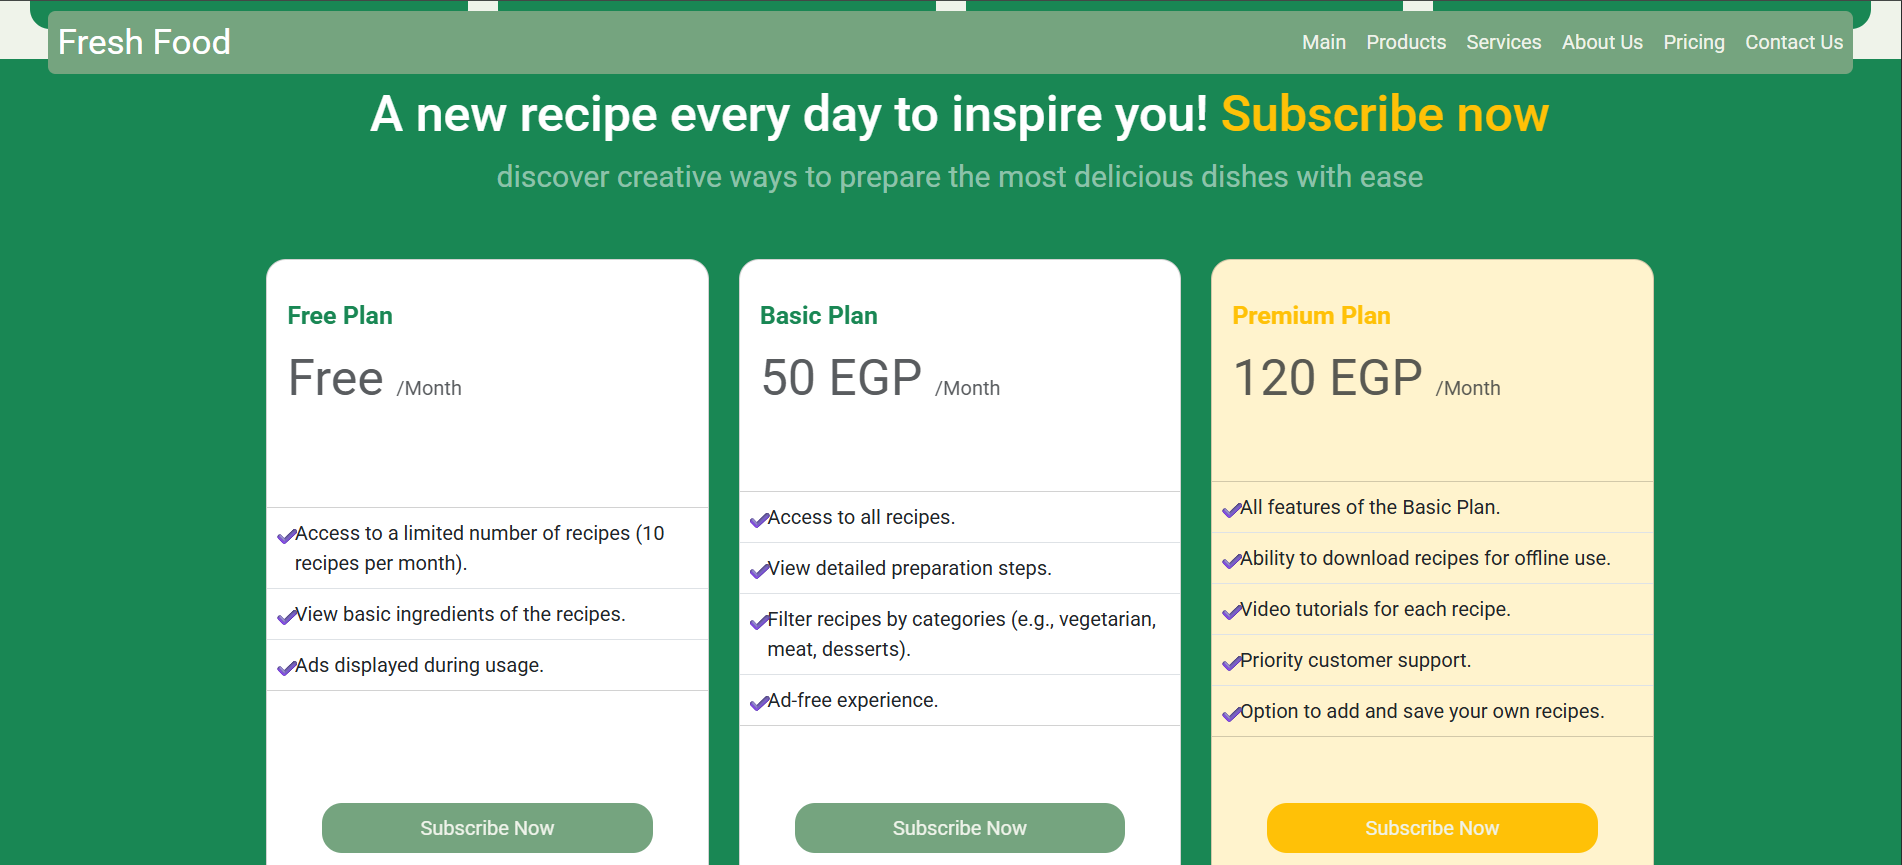 Fresh Food
Main Products Services About Us Pricing Contact Us
A new recipe every day to inspire you! Subscribe now
discover creative ways to prepare the most delicious dishes with ease
Free Plan
Free /Month
Access to a limited number of recipes (10
recipes per month).
View basic ingredients of the recipes.
Ads displayed during usage.
Subscribe Now
Basic Plan
50 EGP /Month
Access to all recipes.
View detailed preparation steps.
Filter recipes by categories (e.g., vegetarian,
meat, desserts).
Ad-free experience.
Subscribe Now
Premium Plan
120 EGP /Month
All features of the Basic Plan.
Ability to download recipes for offline use.
Video tutorials for each recipe.
Priority customer support.
Option to add and save your own recipes.
Subscribe Now